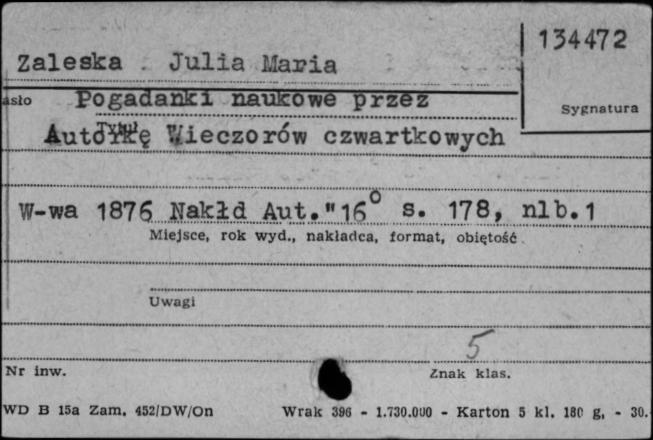 134472
Zaleska Julia Maria
asło Pogadanki naukowe przez
Sygnatura
Tytuł
Autorkę Wieczorów czwartkowych
W-wa 1876 Nakłd Aut."16° s. 178, nlb.1
Miejsce, rok wyd., nakładca, format, objętość
Uwagi
5
Nr inw.
Znak klas.
WD B 15a Zam. 452/DW/On Wrak 396 - 1.730.000 - Karton 5 kl. 180 g, - 30.